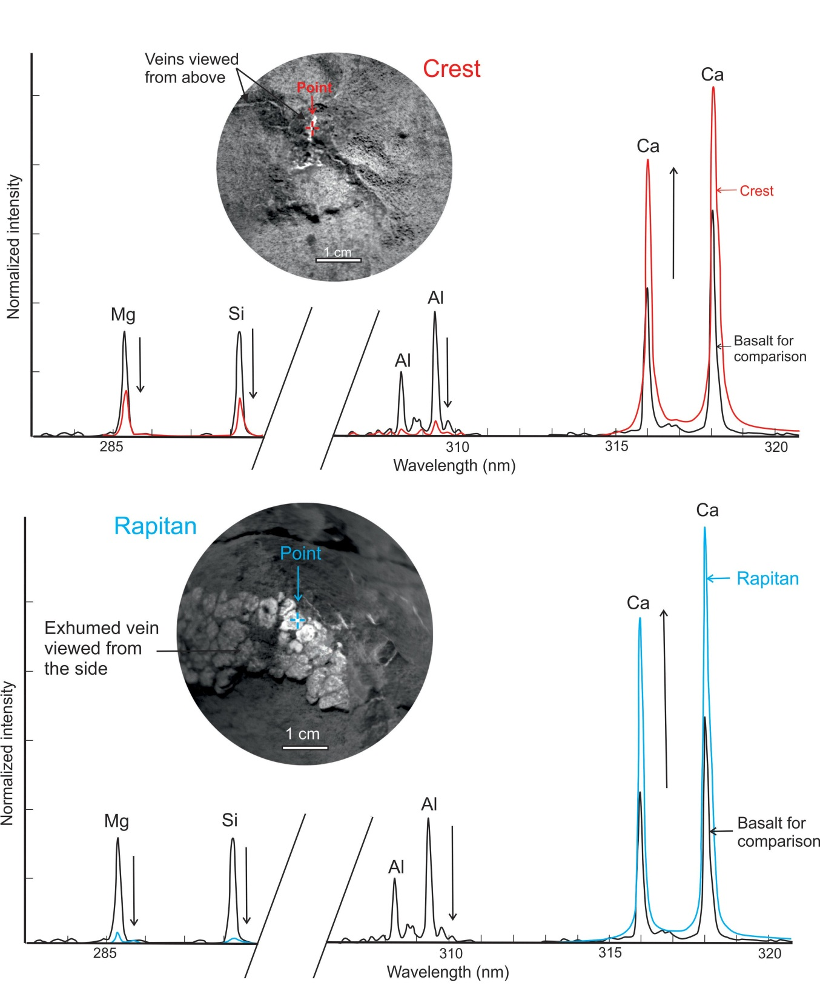 Veins viewed
from above
Point
Crest
1 cm
Ca
Ca
Crest
Basalt for
comparison
Normalized intensity
Mg
Si
Al
Al
285
310
315
320
Wavelength (nm)
Rapitan
Point
Exhumed vein
viewed from
the side
1 cm
Ca
Ca
Rapitan
Basalt for
comparison
Normalized intensity
Mg
Si
Al
Al
285
310
315
320
Wavelength (nm)